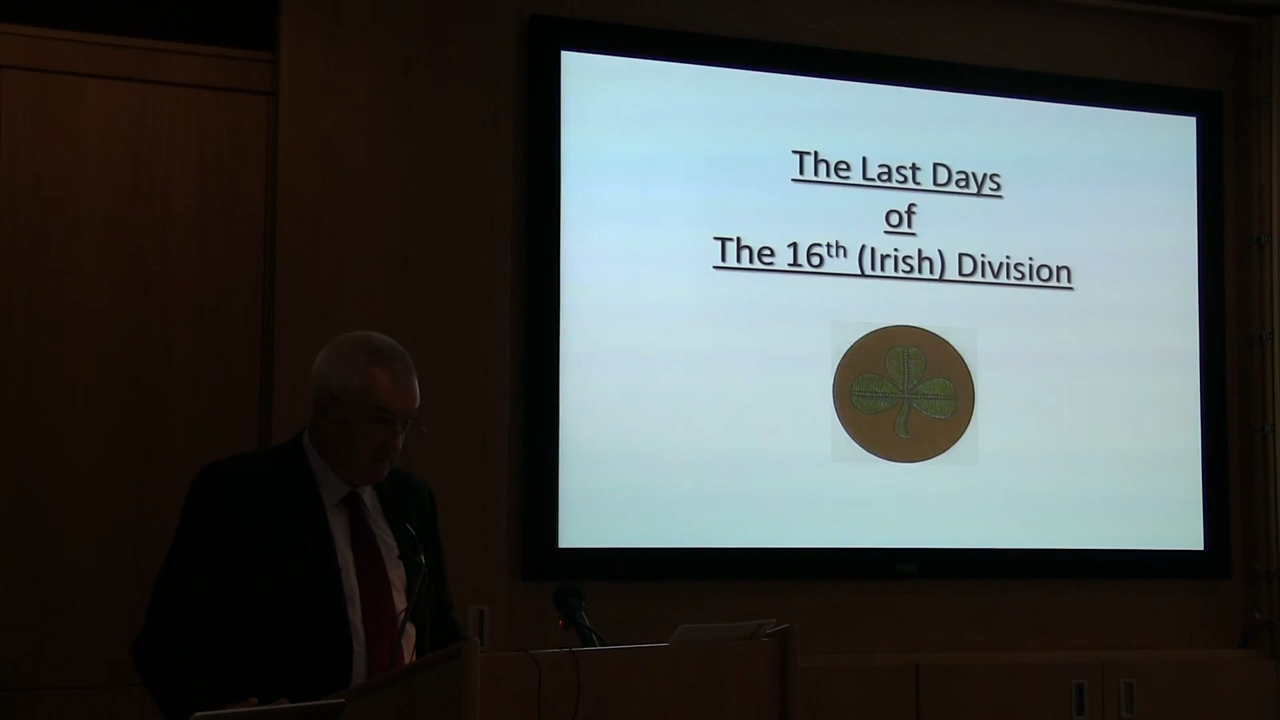 The Last Days
of
The 16th (Irish) Division